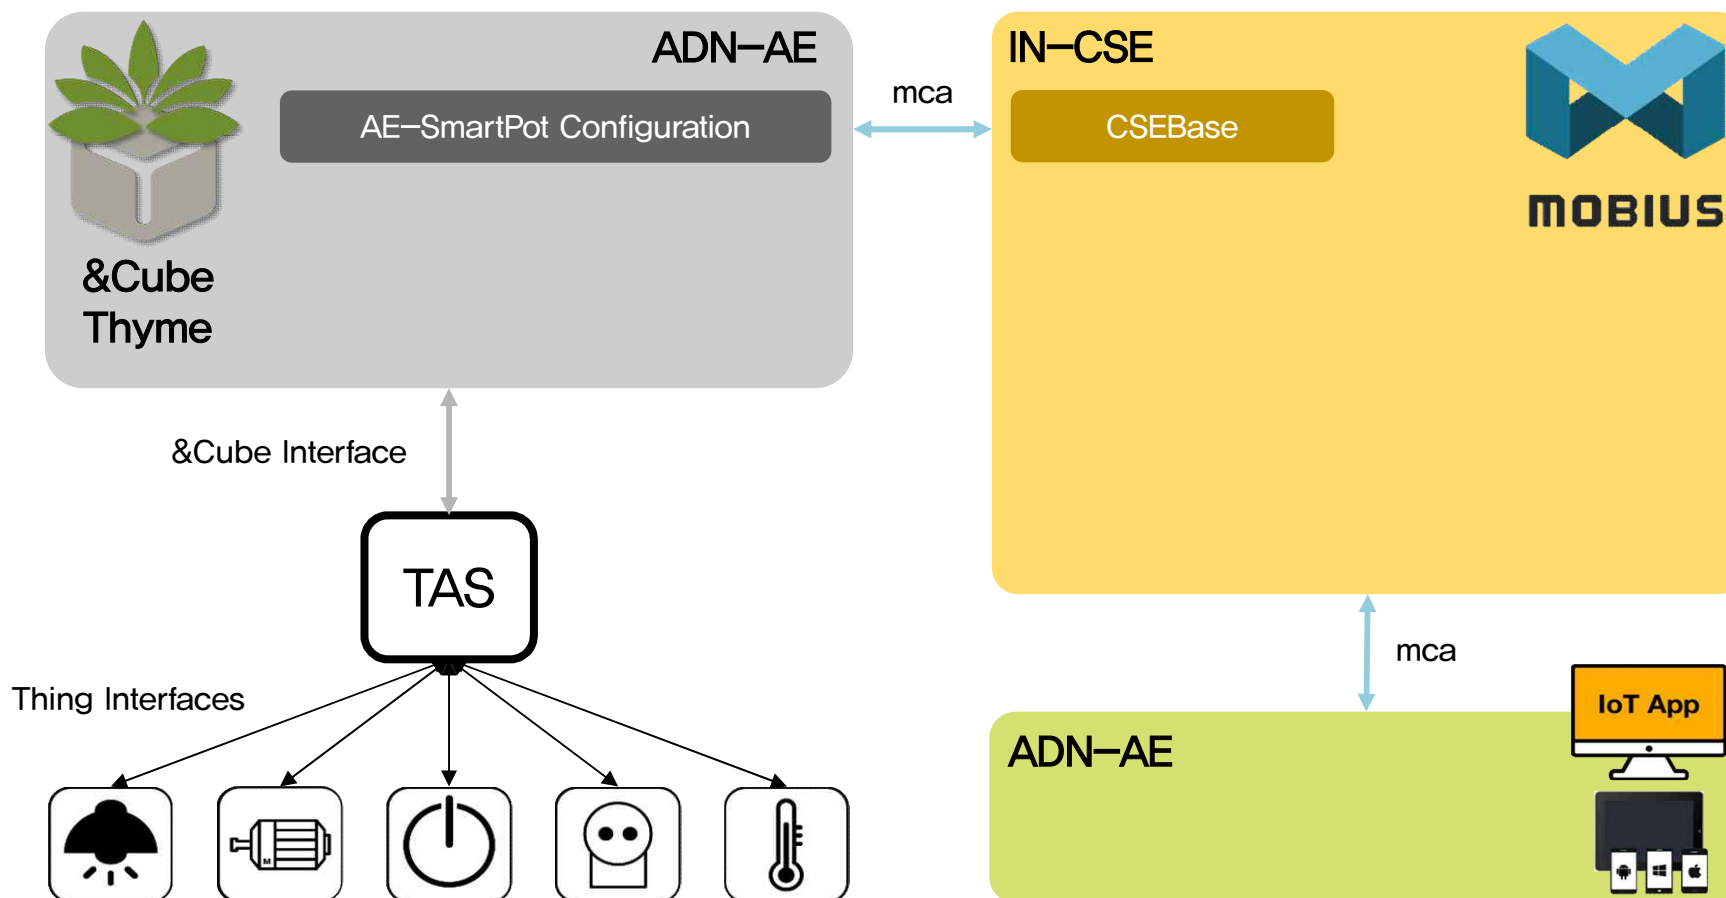 ADN-AE
AE-SmartPot Configuration
&Cube
Thyme
mca
IN-CSE
CSEBase
MOBIUS
&Cube Interface
TAS
Thing Interfaces
M
mca
ADN-AE
IoT App